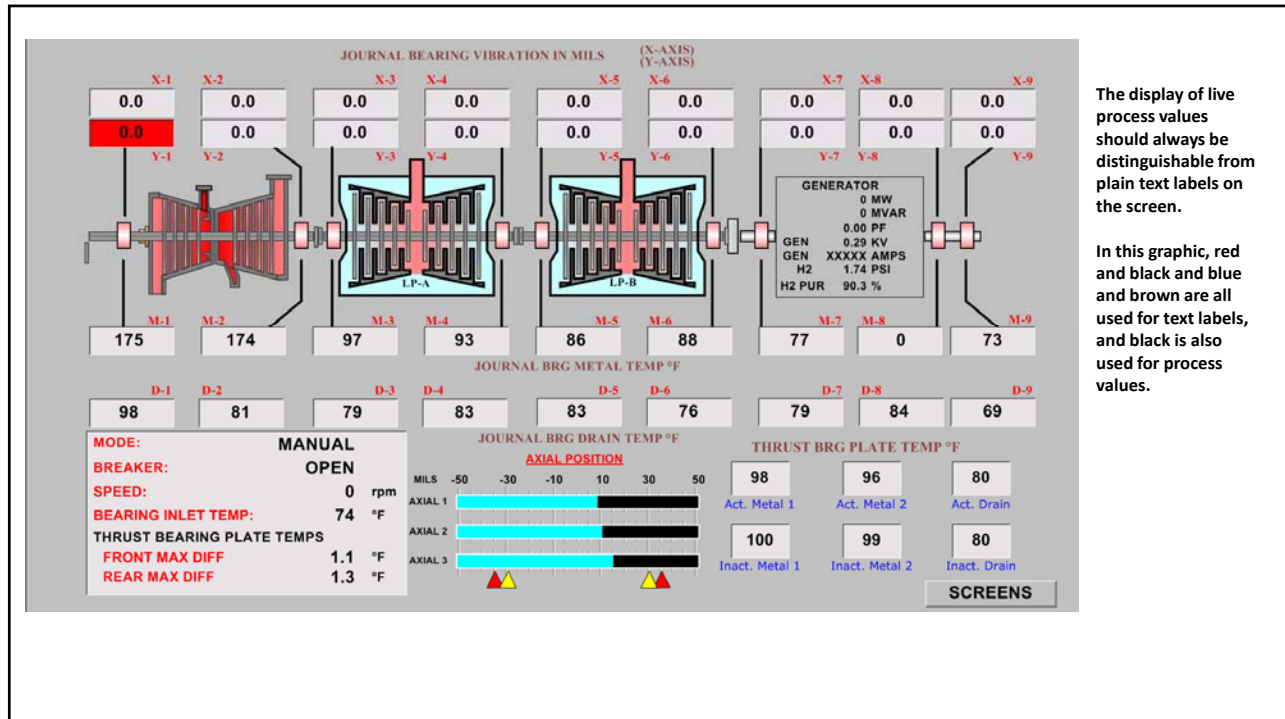 JOURNAL BEARING VIBRATION IN MILS (X-AXIS)
(Y-AXIS)
X-1 X-2 X-3 X-4 X-5 X-6 X-7 X-8 X-9
0.0 0.0 0.0 0.0 0.0 0.0 0.0 0.0 0.0
0.0 0.0 0.0 0.0 0.0 0.0 0.0 0.0 0.0
Y-1 Y-2 Y-3 Y-4 Y-5 Y-6 Y-7 Y-8 Y-9
GENERATOR
0 MW
0 MVAR
0.00 PF
GEN 0.29 KV
GEN XXXXX AMPS
H2 1.74 PSI
H2 PUR 90.3 %
LP-A LP-B
M-1 M-2 M-3 M-4 M-5 M-6 M-7 M-8 M-9
175 174 97 93 86 88 77 0 73
JOURNAL BRG METAL TEMP °F
D-1 D-2 D-3 D-4 D-5 D-6 D-7 D-8 D-9
98 81 79 83 83 76 79 84 69
MODE: MANUAL
BREAKER: OPEN
SPEED: 0 rpm
BEARING INLET TEMP: 74 °F
THRUST BEARING PLATE TEMPS
FRONT MAX DIFF 1.1 °F
REAR MAX DIFF 1.3 °F
JOURNAL BRG DRAIN TEMP °F
AXIAL POSITION
MILS -50 -30 -10 10 30 50
AXIAL 1
AXIAL 2
AXIAL 3
THRUST BRG PLATE TEMP °F
98 96 80
Act. Metal 1 Act. Metal 2 Act. Drain
100 99 80
Inact. Metal 1 Inact. Metal 2 Inact. Drain
SCREENS
The display of live
process values
should always be
distinguishable from
plain text labels on
the screen.
In this graphic, red
and black and blue
and brown are all
used for text labels,
and black is also
used for process
values.